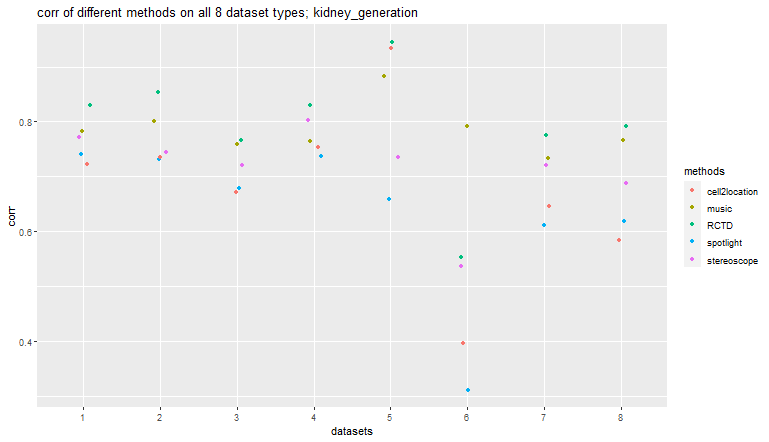 corr of different methods on all 8 dataset types; kidney_generation
corr
0.8
0.6
0.4
1 2 3 4 5 6 7 8
datasets
methods
cell2location
music
RCTD
spotlight
stereoscope